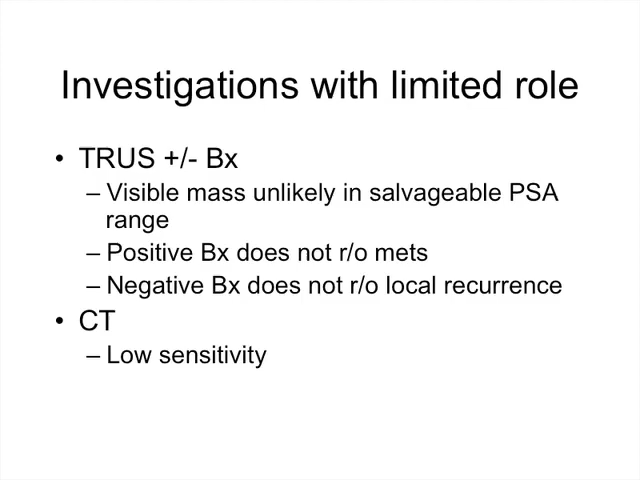 Investigations with limited role
• TRUS +/- Bx
– Visible mass unlikely in salvageable PSA
range
– Positive Bx does not r/o mets
– Negative Bx does not r/o local recurrence
• CT
– Low sensitivity